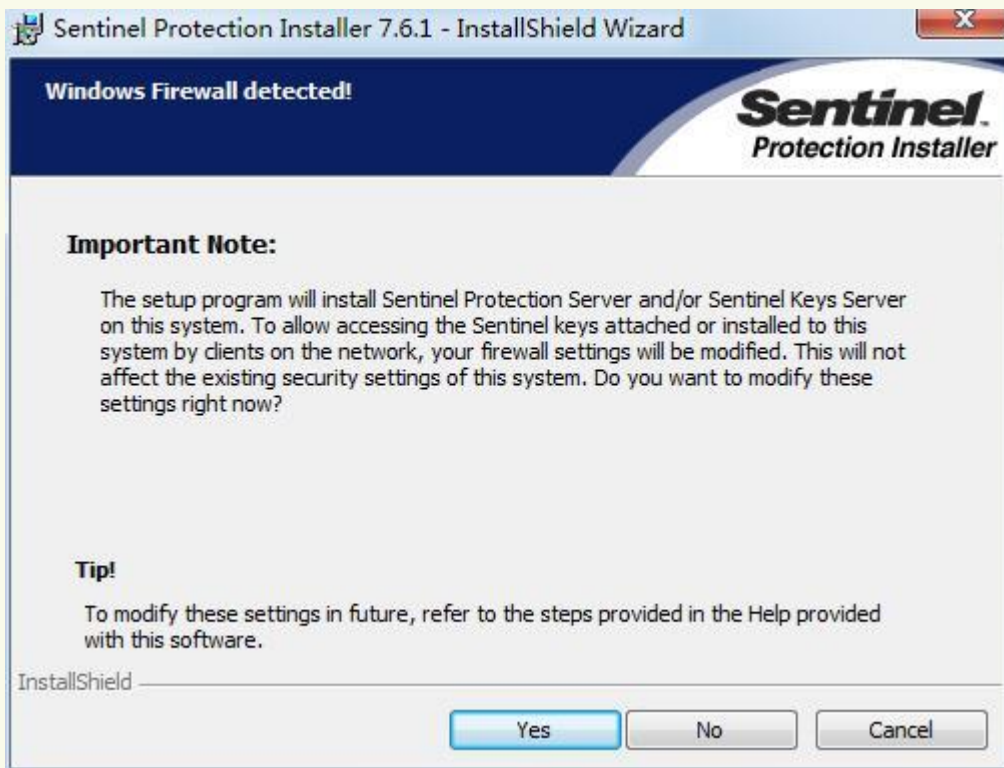 Sentinel Protection Installer 7.6.1 - InstallShield Wizard
Windows Firewall detected!
Sentinel.
Protection Installer
Important Note:
The setup program will install Sentinel Protection Server and/or Sentinel Keys Server
on this system. To allow accessing the Sentinel keys attached or installed to this
system by clients on the network, your firewall settings will be modified. This will not
affect the existing security settings of this system. Do you want to modify these
settings right now?
Tip!
To modify these settings in future, refer to the steps provided in the Help provided
with this software.
InstallShield
Yes
No
Cancel